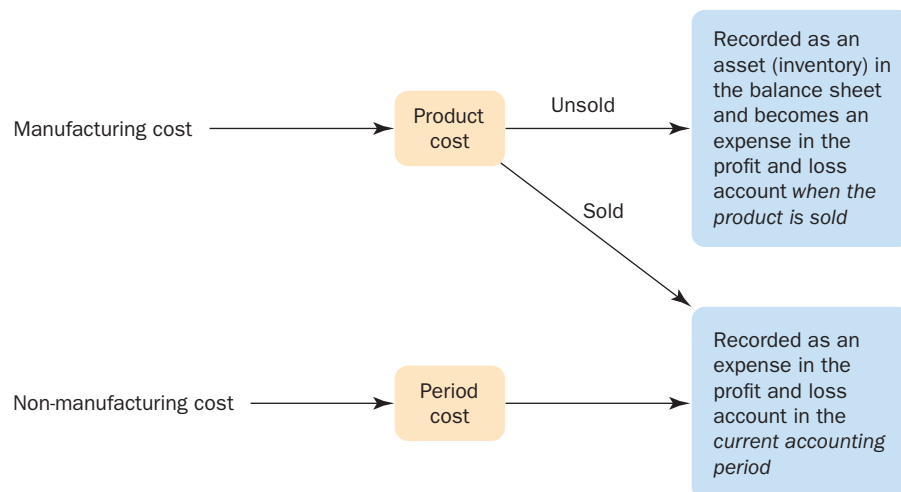 Manufacturing cost
Product
cost
Unsold
Recorded as an
asset (inventory) in
the balance sheet
and becomes an
expense in the
profit and loss
account when the
product is sold
Sold
Non-manufacturing cost
Period
cost
Recorded as an
expense in the
profit and loss
account in the
current accounting
period